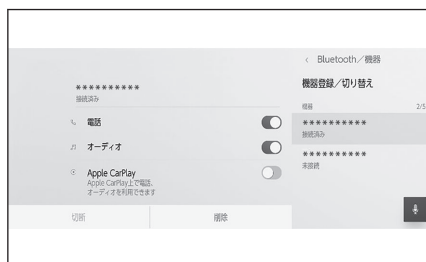 **********
接続済み
電話
オーディオ
Apple CarPlay
Apple CarPlay上で電話、
オーディオを利用できます
切断
削除
< Bluetooth／機器
機器登録／切り替え
機器 2/5
**********
接続済み
**********
未接続